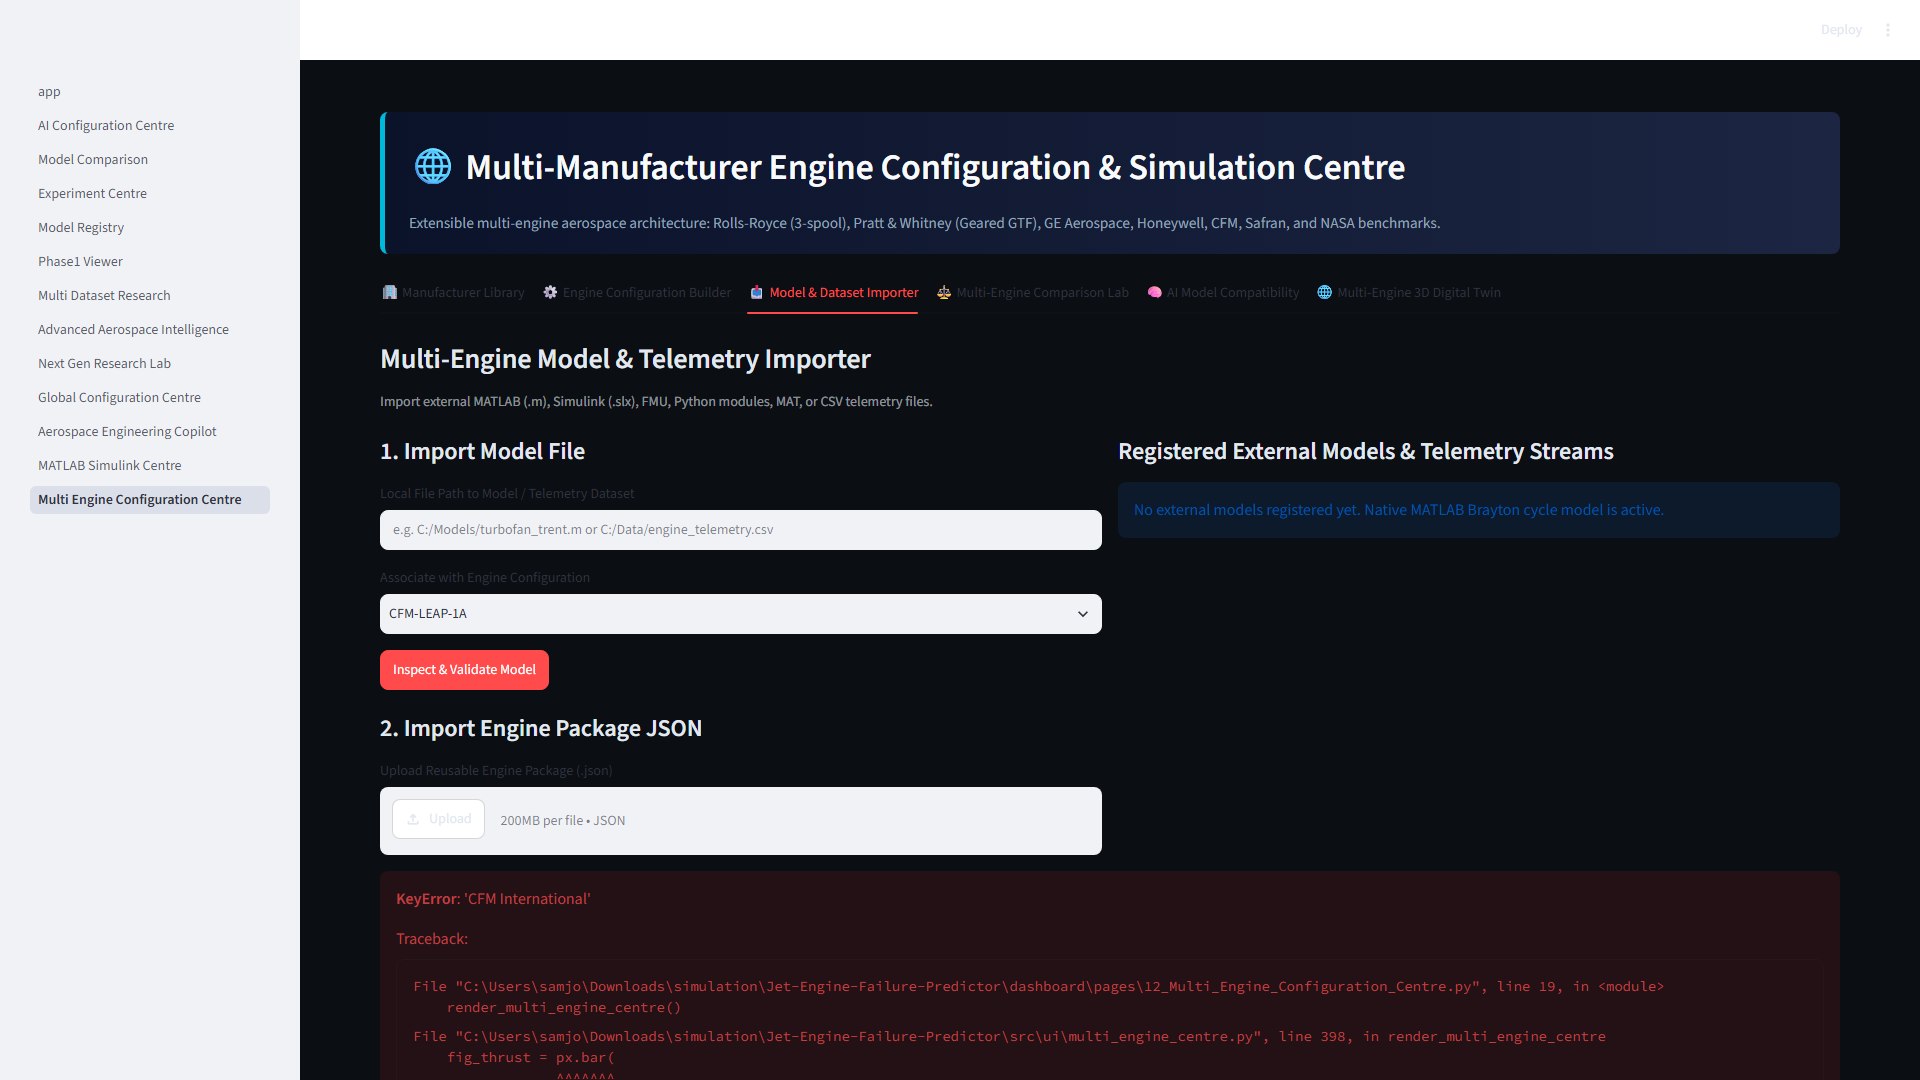 Deploy
app
AI Configuration Centre
Model Comparison
Experiment Centre
Model Registry
Phase1 Viewer
Multi Dataset Research
Advanced Aerospace Intelligence
Next Gen Research Lab
Global Configuration Centre
Aerospace Engineering Copilot
MATLAB Simulink Centre
Multi Engine Configuration Centre
Multi-Manufacturer Engine Configuration & Simulation Centre
Extensible multi-engine aerospace architecture: Rolls-Royce (3-spool), Pratt & Whitney (Geared GTF), GE Aerospace, Honeywell, CFM, Safran, and NASA benchmarks.
Manufacturer Library Engine Configuration Builder Model & Dataset Importer Multi-Engine Comparison Lab AI Model Compatibility Multi-Engine 3D Digital Twin
Multi-Engine Model & Telemetry Importer
Import external MATLAB (.m), Simulink (.slx), FMU, Python modules, MAT, or CSV telemetry files.
1. Import Model File
Local File Path to Model / Telemetry Dataset
e.g. C:/Models/turbofan_trent.m or C:/Data/engine_telemetry.csv
Associate with Engine Configuration
CFM-LEAP-1A
Inspect & Validate Model
2. Import Engine Package JSON
Upload Reusable Engine Package (.json)
Upload
200MB per file • JSON
Registered External Models & Telemetry Streams
No external models registered yet. Native MATLAB Brayton cycle model is active.
KeyError: 'CFM International'
Traceback:
File "C:\Users\samjo\Downloads\simulation\Jet-Engine-Failure-Predictor\dashboard\pages\12_Multi_Engine_Configuration_Centre.py", line 19, in <module>
render_multi_engine_centre()
File "C:\Users\samjo\Downloads\simulation\Jet-Engine-Failure-Predictor\src\ui\multi_engine_centre.py", line 398, in render_multi_engine_centre
fig_thrust = px.bar(
^^^^^^^